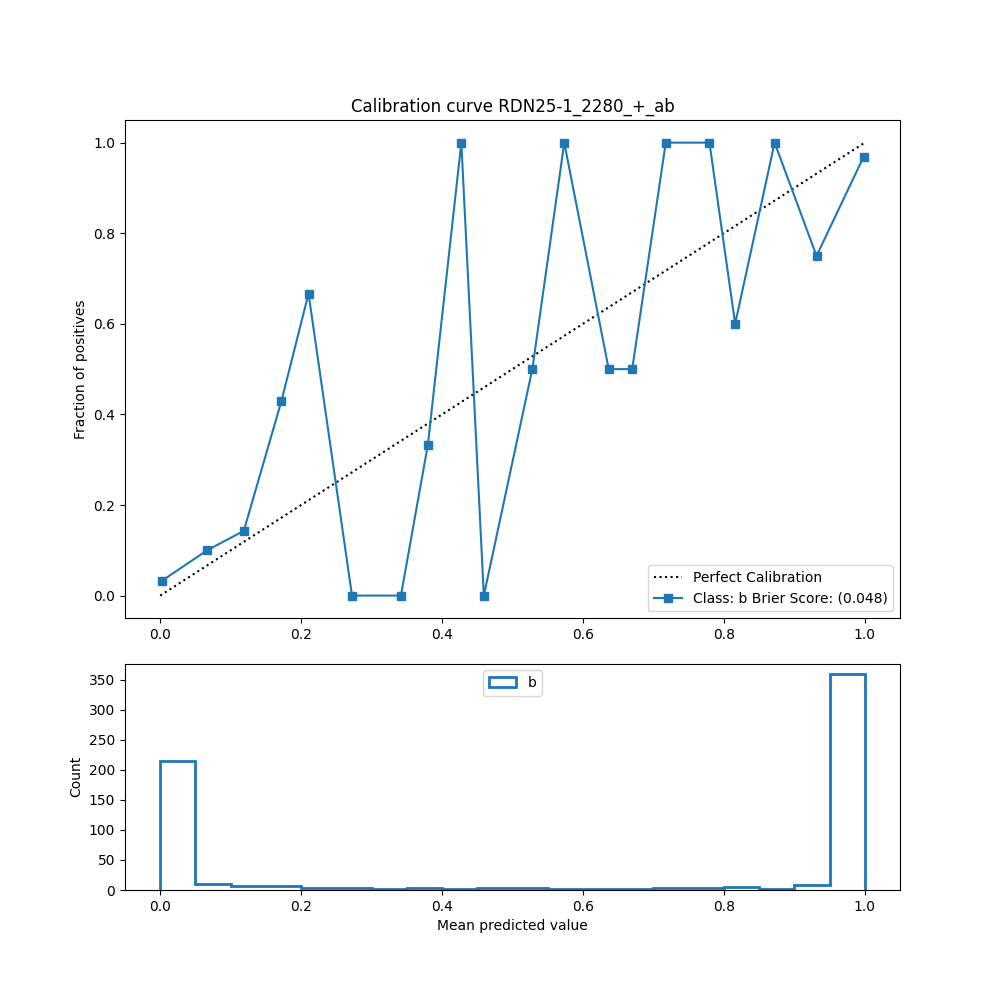 Calibration curve RDN25-1_2280_+_ab
1.0
0.8
0.6
0.4
0.2
0.0
Fraction of positives
Perfect Calibration
Class: b Brier Score: (0.048)
0.0 0.2 0.4 0.6 0.8 1.0
b
350
300
250
200
150
100
50
0
Count
0.0 0.2 0.4 0.6 0.8 1.0
Mean predicted value